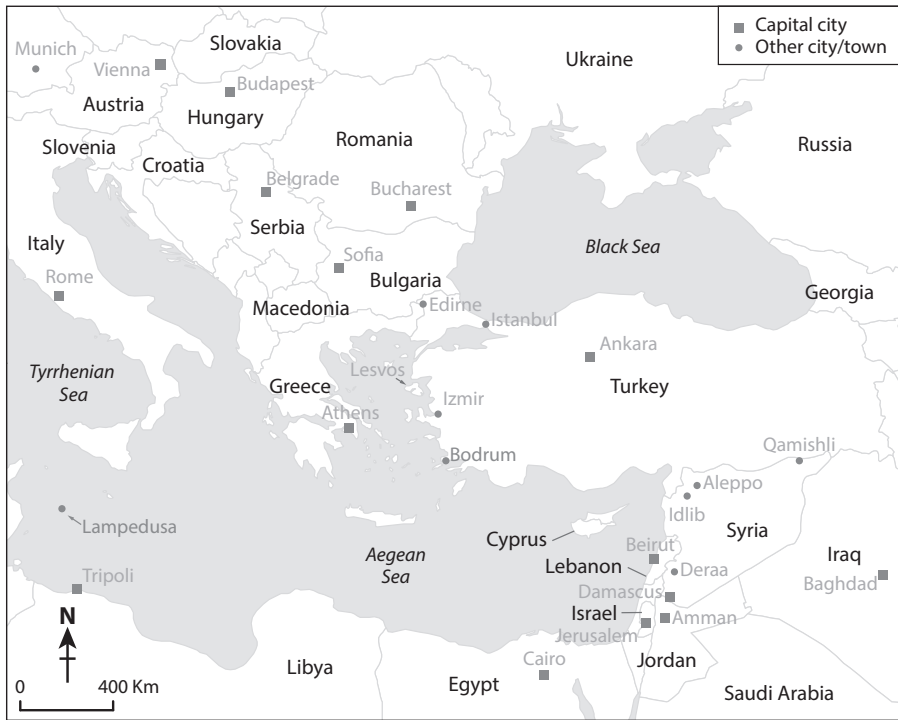 Capital city
Other city/town
Slovakia
Munich
Vienna
Ukraine
Budapest
Austria
Hungary
Romania
Slovenia
Russia
Croatia
Belgrade
Bucharest
Serbia
Italy
Black Sea
Sofia
Rome
Bulgaria
Georgia
Macedonia
Edirne
Istanbul
Ankara
Lesvos
Tyrrhenian
Sea
Greece
Turkey
Izmir
Athens
Qamishli
Bodrum
Aleppo
Idlib
Lampedusa
Syria
Cyprus
Beirut
Aegean
Sea
Iraq
Lebanon
Deraa
Tripoli
Baghdad
Damascus
N
Israel
Amman
Jerusalem
Cairo
Jordan
Libya
Egypt
0 400 Km
Saudi Arabia